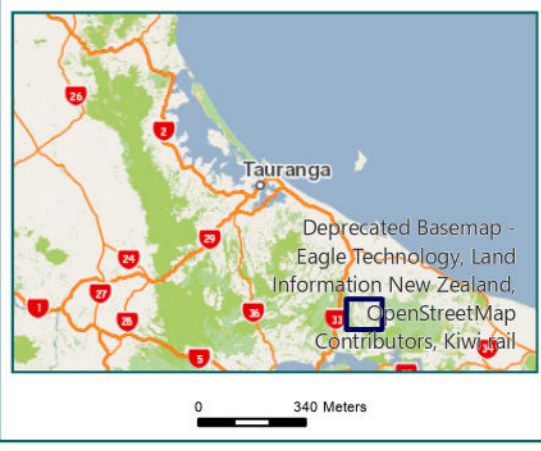 26
2
Tauranga
29
Deprecated Basemap -
Eagle Technology, Land
24
Information New Zealand,
27
1
28
36
33
OpenStreetMap
Contributors, Kiwi rail
34
5
0 340 Meters